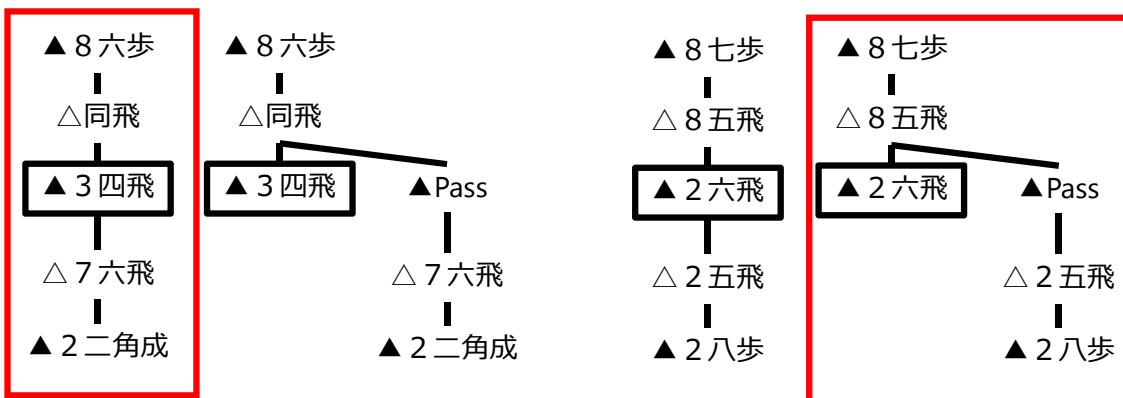 ▲８六歩 ▲８六歩 ▲８七歩 ▲８七歩
△同飛 △同飛 △８五飛 △８五飛
▲３四飛 ▲３四飛 ▲Pass ▲２六飛 ▲２六飛 ▲Pass
△７六飛 △７六飛 △２五飛 △２五飛
▲２二角成 ▲２二角成 ▲２八歩 ▲２八歩